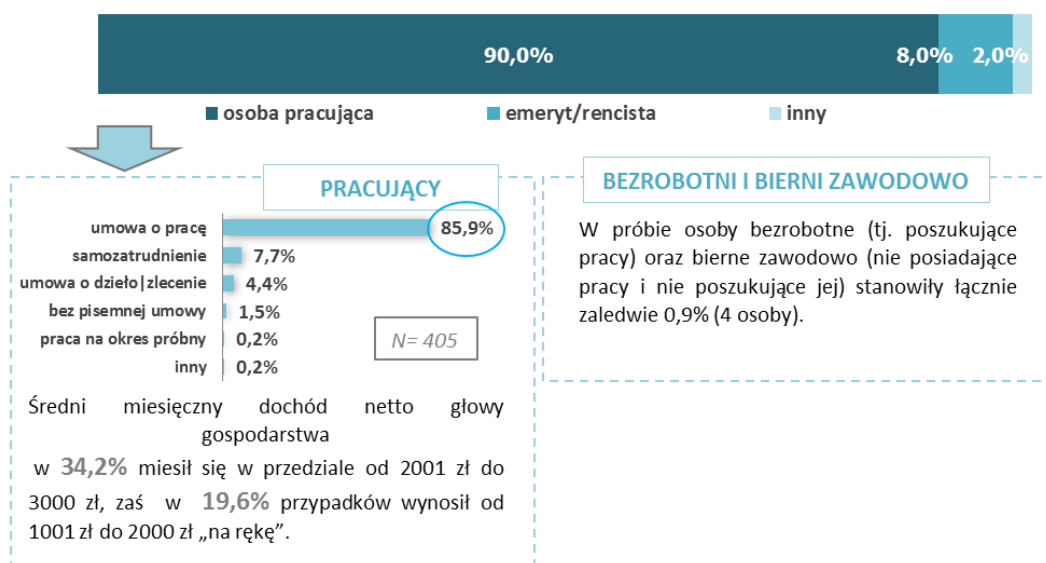 90,0% 8,0% 2,0%
osoba pracująca emeryt/rencista inny
PRACUJĄCY
umowa o pracę 85,9%
samozatrudnienie 7,7%
umowa o dzieło|zlecenie 4,4%
bez pisemnej umowy 1,5%
praca na okres próbny 0,2%
inny 0,2%
N= 405
Średni miesięczny dochód netto głowy
gospodarstwa
w 34,2% miesił się w przedziale od 2001 zł do
3000 zł, zaś w 19,6% przypadków wynosił od
1001 zł do 2000 zł „na rękę”.
BEZROBOTNI I BIERNI ZAWODOWO
W próbie osoby bezrobotne (tj. poszukujące
pracy) oraz bierne zawodowo (nie posiadające
pracy i nie poszukujące jej) stanowiły łącznie
zaledwie 0,9% (4 osoby).